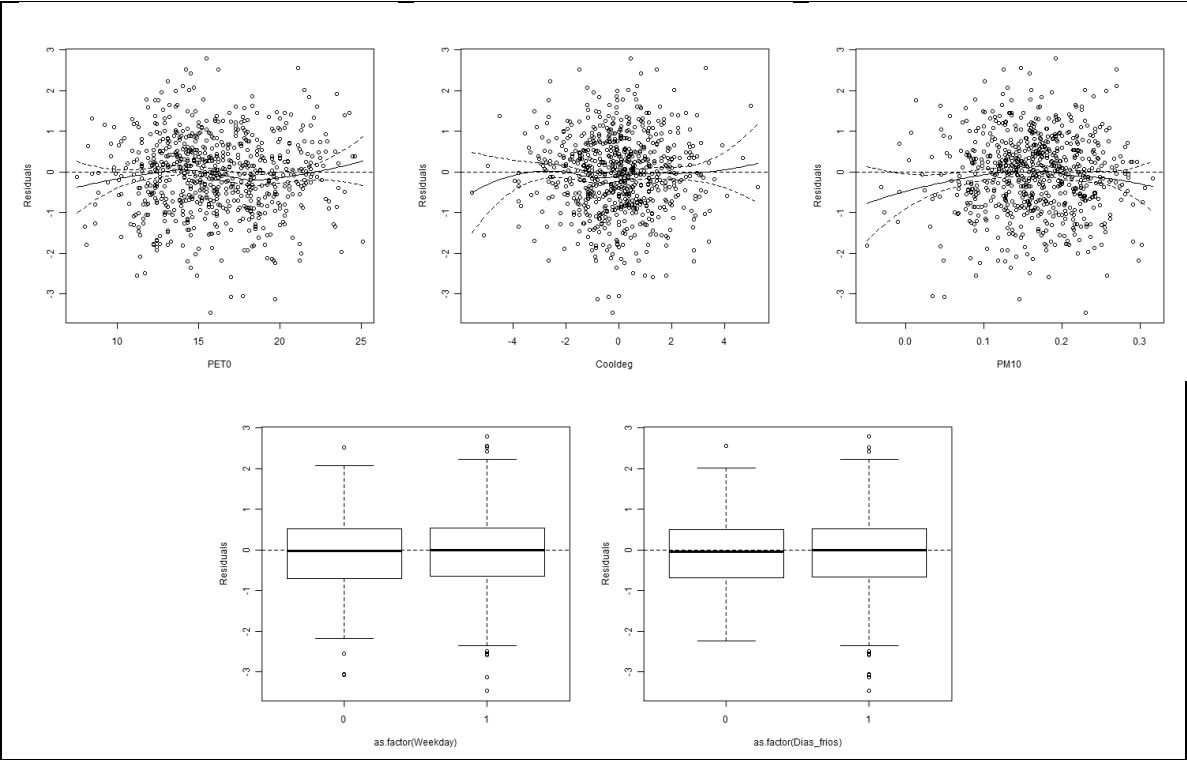 Residuals
3
2
1
0
-1
-2
-3
10 15 20 25
PET0
Residuals
3
2
1
0
-1
-2
-3
-4 -2 0 2 4
Cooldeg
Residuals
3
2
1
0
-1
-2
-3
0.0 0.1 0.2 0.3
PM10
Residuals
3
2
1
0
-1
-2
-3
0 1
as.factor(Weekday)
Residuals
3
2
1
0
-1
-2
-3
0 1
as.factor(Dias_frios)